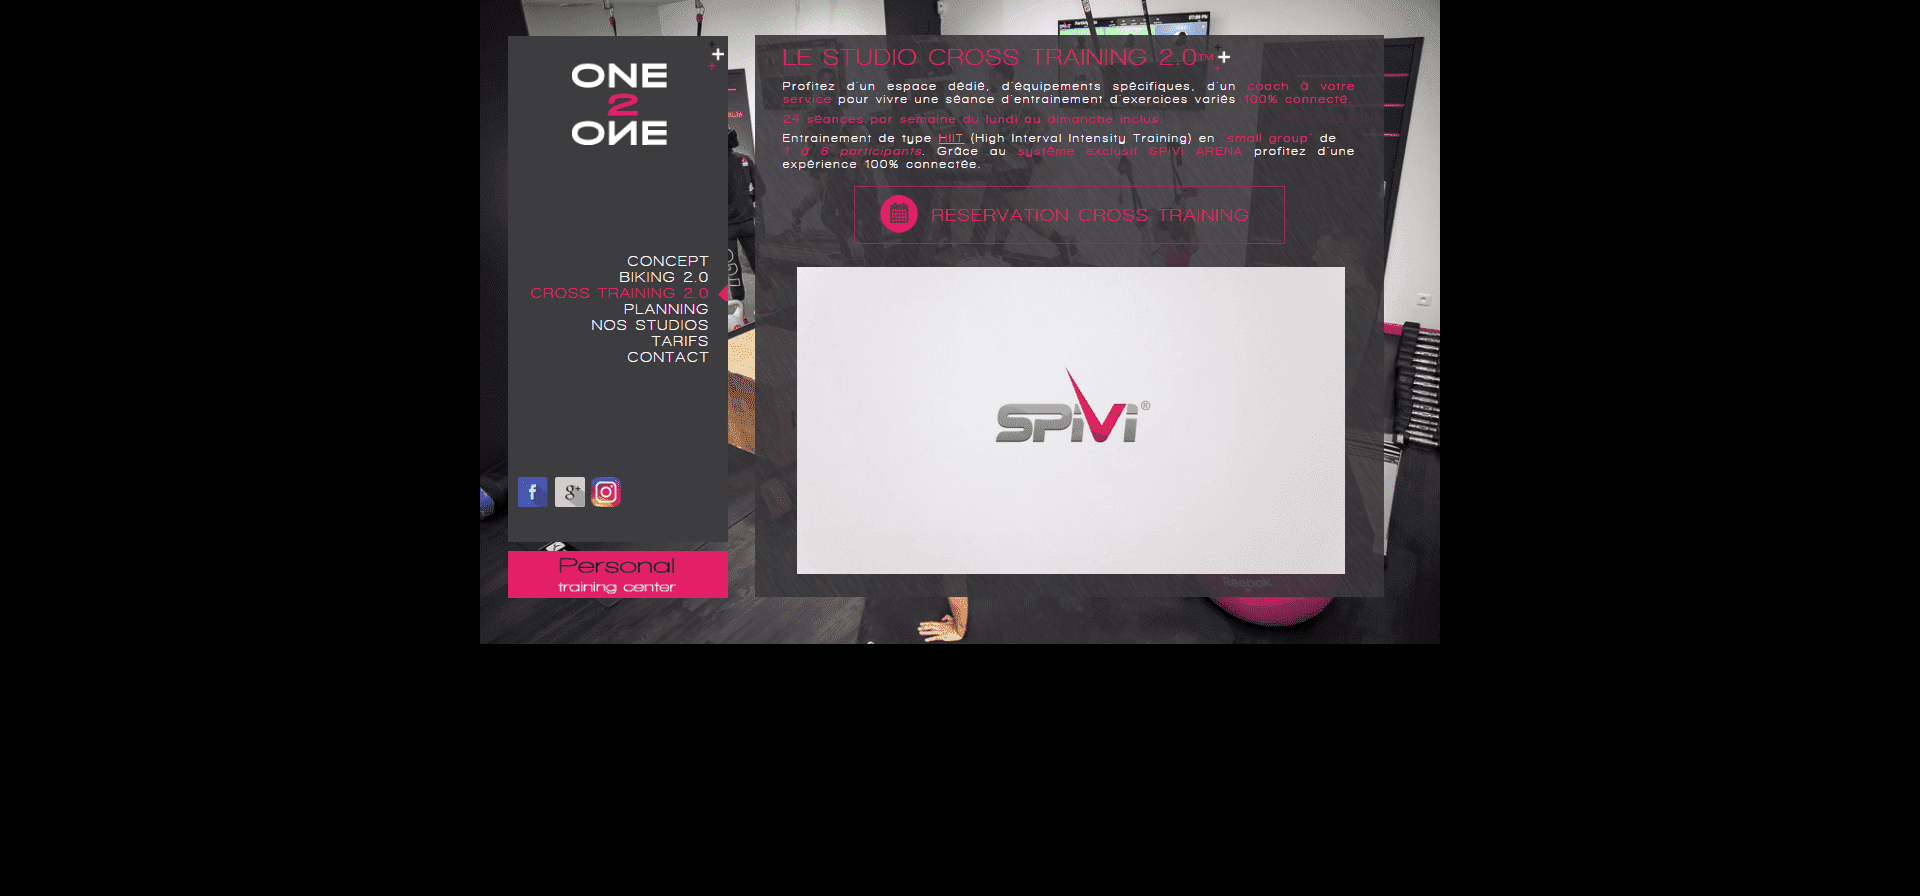 ONE
2
ONE
CONCEPT
BIKING 2.0
CROSS TRAINING 2.0
PLANNING
NOS STUDIOS
TARIFS
CONTACT
Personal
training center
LE STUDIO CROSS TRAINING 2.0™
Profitez d'un espace dédié, d'équipements spécifiques, d'un coach à votre
service pour vivre une séance d'entrainement d'exercices variés 100% connecté.
24 séances par semaine du lundi au dimanche inclus.
Entrainement de type HIIT (High Interval Intensity Training) en "small group" de
1 à 6 participants. Grâce au système exclusif SPiVi ARENA profitez d'une
expérience 100% connectée.
RESERVATION CROSS TRAINING
SPiVi®
Reebok